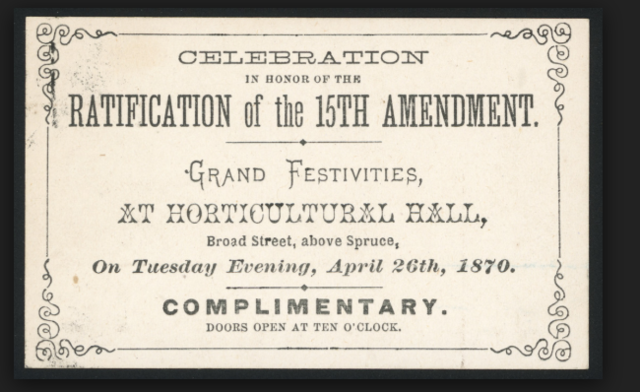 CELEBRATION
IN HONOR OF THE
RATIFICATION of the 15TH AMENDMENT.
GRAND FESTIVITIES,
AT HORTICULTURAL HALL,
Broad Street, above Spruce,
On Tuesday Evening, April 26th, 1870.
COMPLIMENTARY.
DOORS OPEN AT TEN O'CLOCK.